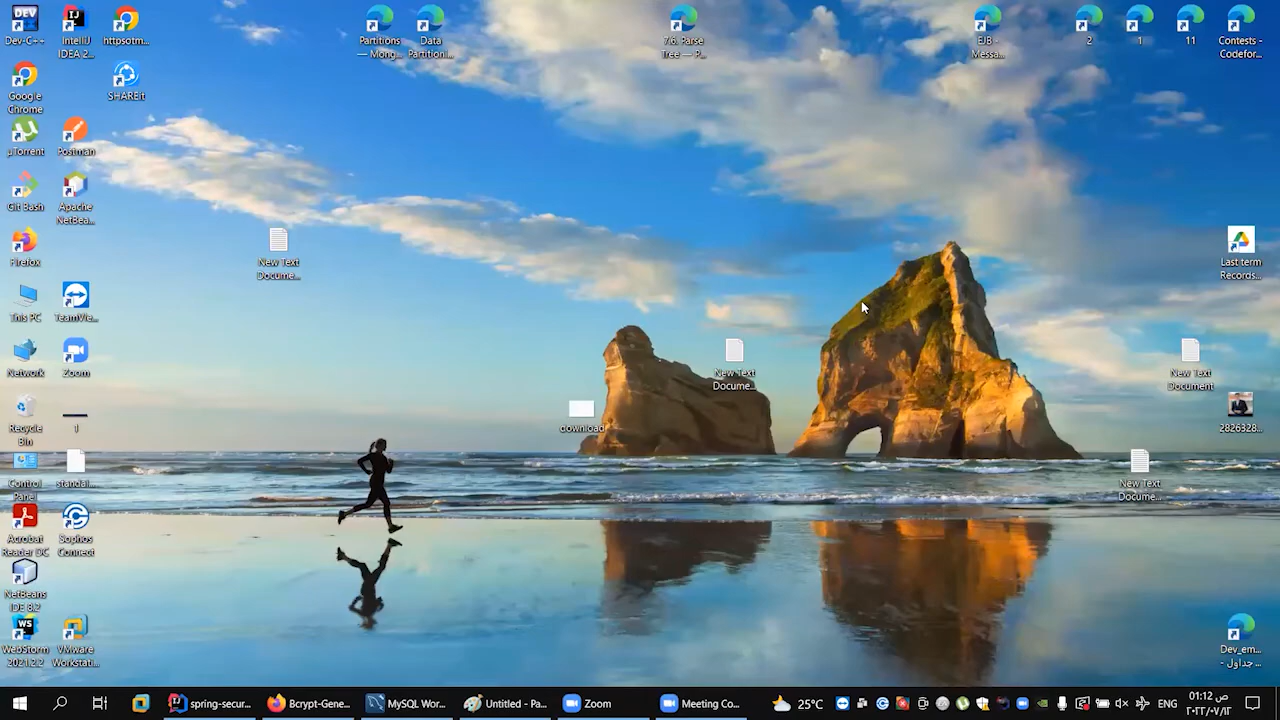 Dev-C++
IntelliJ
IDEA 2...
httpsotm...
Partitions
— Mong...
Data
Partitioni...
7.6. Parse
Tree — P...
EJB -
Messa...
2
1
11
Contests -
Codefor...
Google
Chrome
SHAREit
µTorrent
Postman
Git Bash
Apache
NetBea...
Firefox
New Text
Docume...
Last term
Records...
This PC
TeamVie...
Network
Zoom
New Text
Docume...
New Text
Document
Recycle
Bin
1
download
2826328...
Control
Panel
standal...
New Text
Docume...
Acrobat
Reader DC
Sophos
Connect
NetBeans
IDE 8.2
WebStorm
2021.2.2
VMware
Workstati...
Dev_em...
جداول - ...
spring-secur...
Bcrypt-Gene...
MySQL Wor...
Untitled - Pa...
Zoom
Meeting Co...
25°C
ENG
01:12 ص